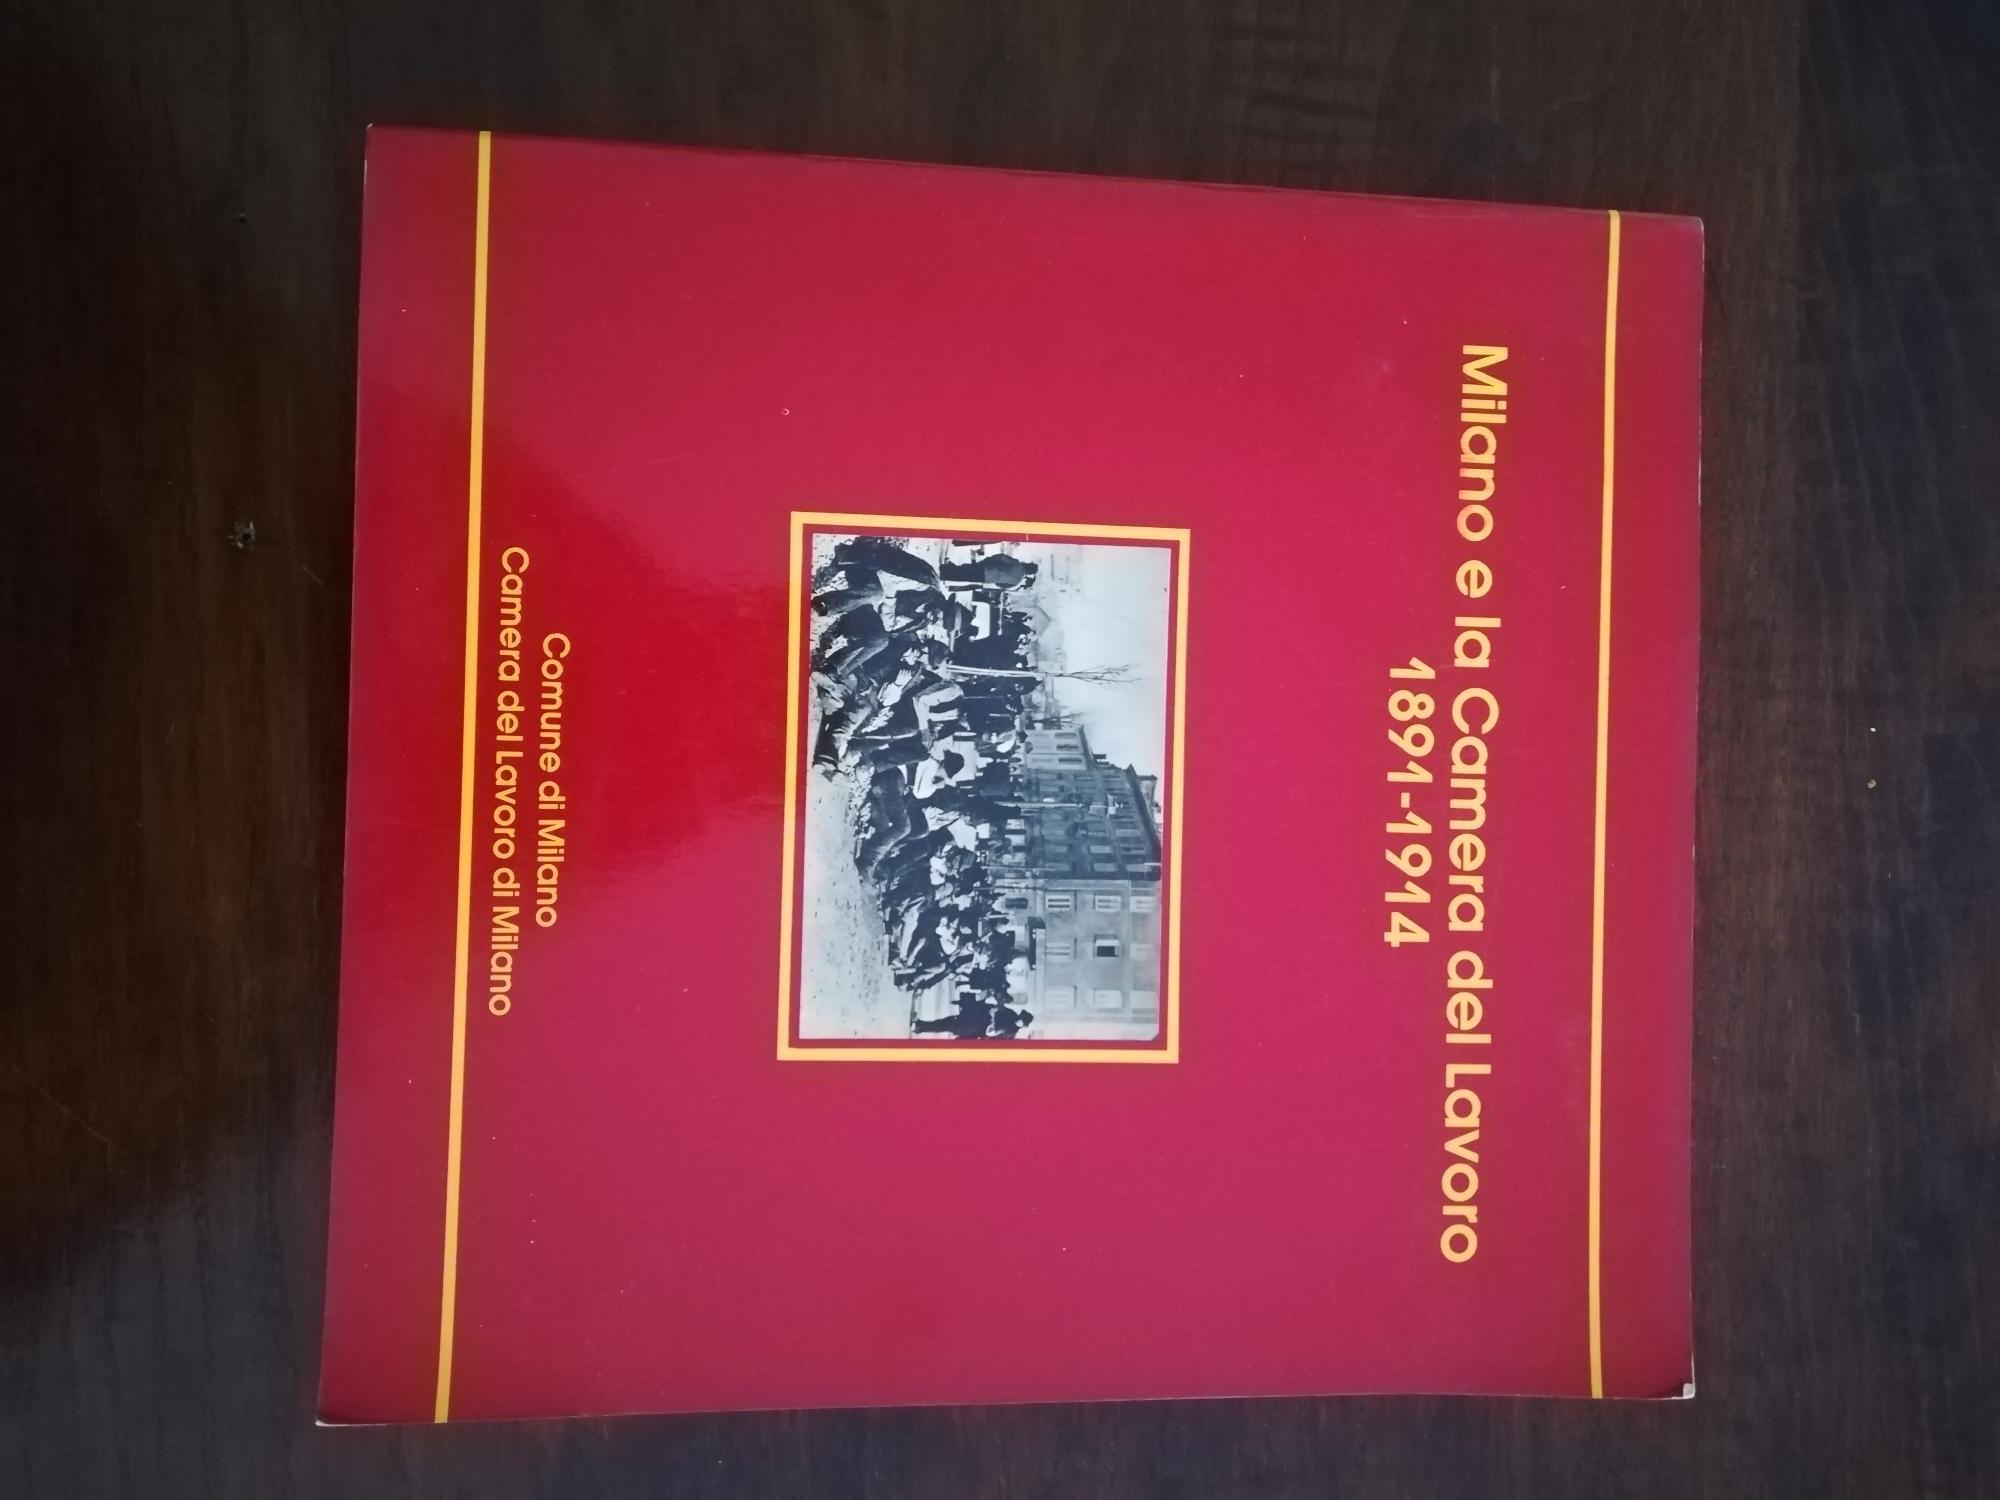 Milano e la Camera del Lavoro
1891-1914
Comune di Milano
Camera del Lavoro di Milano